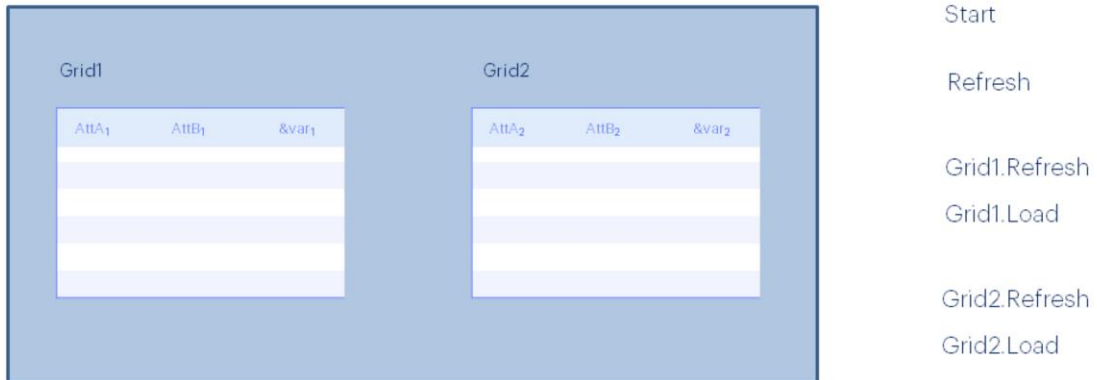 Grid1
AttA₁ AttB₁ &var₁
Grid2
AttA₂ AttB₂ &var₂
Start
Refresh
Grid1.Refresh
Grid1.Load
Grid2.Refresh
Grid2.Load